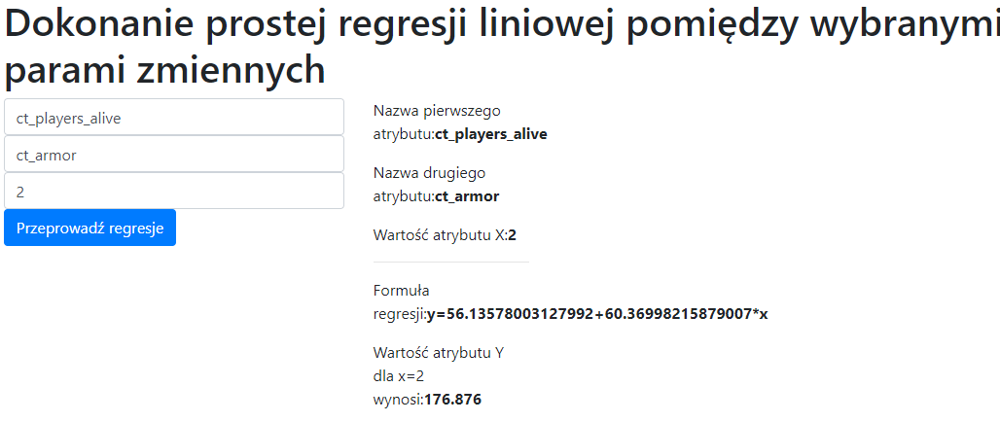 Dokonanie prostej regresji liniowej pomiędzy wybranymi
parami zmiennych
ct_players_alive
ct_armor
2
Przeprowadź regresje
Nazwa pierwszego
atrybutu:ct_players_alive
Nazwa drugiego
atrybutu:ct_armor
Wartość atrybutu X:2
Formuła
regresji:y=56.13578003127992+60.36998215879007*x
Wartość atrybutu Y
dla x=2
wynosi:176.876